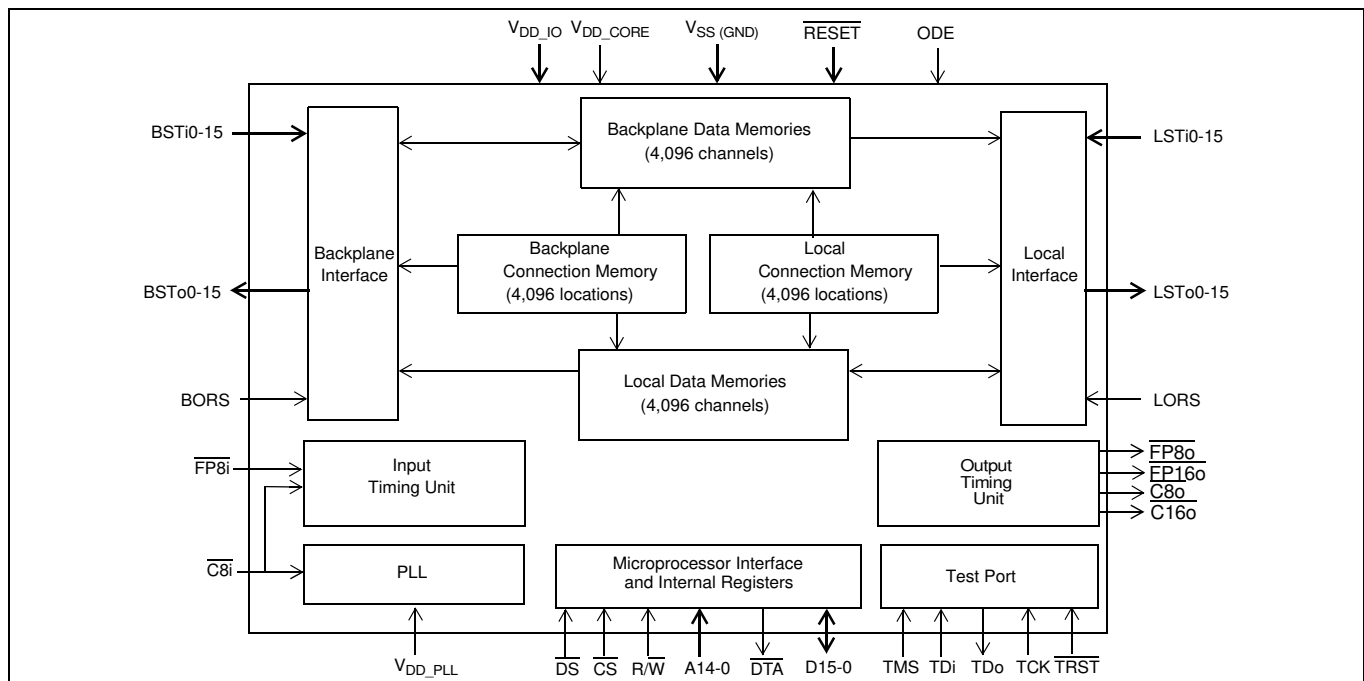 VDD_IO VDD_CORE VSS (GND) RESET ODE
BSTi0-15
Backplane Data Memories
(4,096 channels)
LSTi0-15
Backplane
Interface
Backplane
Connection Memory
(4,096 locations)
Local
Connection Memory
(4,096 locations)
Local
Interface
BSTo0-15
LSTo0-15
Local Data Memories
(4,096 channels)
BORS
LORS
FP8i
Input
Timing Unit
Output
Timing
Unit
FP8o
FP16o
C8o
C16o
C8i
PLL
Microprocessor Interface
and Internal Registers
Test Port
VDD_PLL
DS CS R/W A14-0 DTA D15-0 TMS TDi TDo TCK TRST